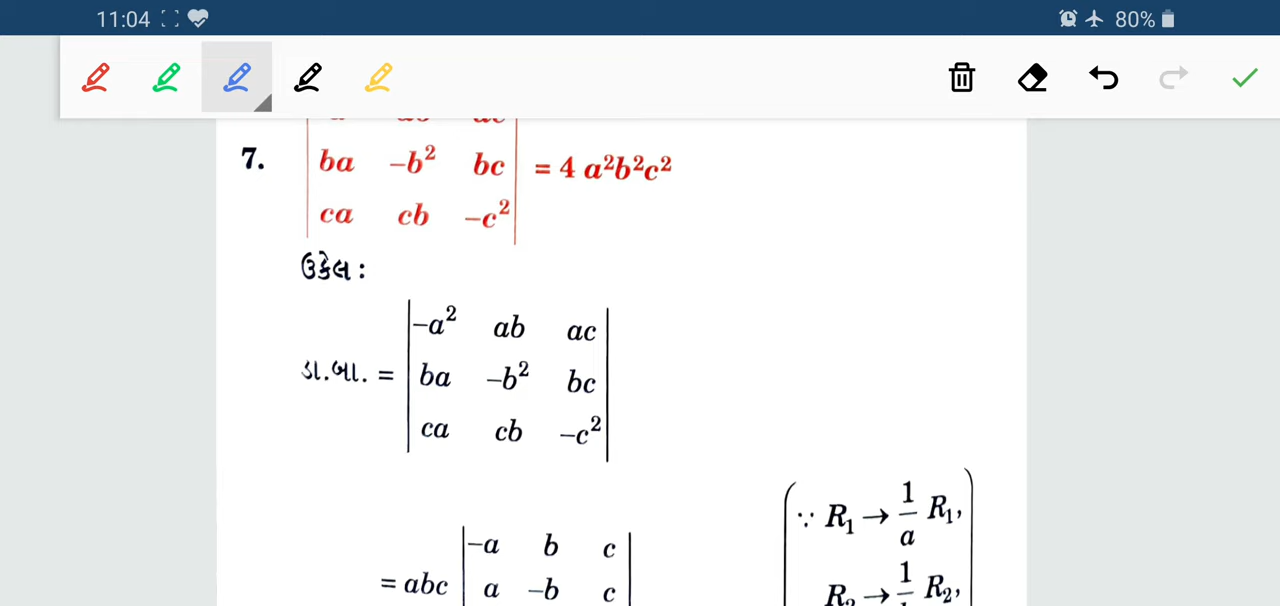 11:04 80%
7. ba −b² bc = 4 a²b²c²
ca cb −c²
ઉકેલ :
−a² ab ac
ડા.બા. = ba −b² bc
ca cb −c²
∵ R₁ → 1/a R₁,
−a b c
= abc a −b c
R₂ → 1 R₂,